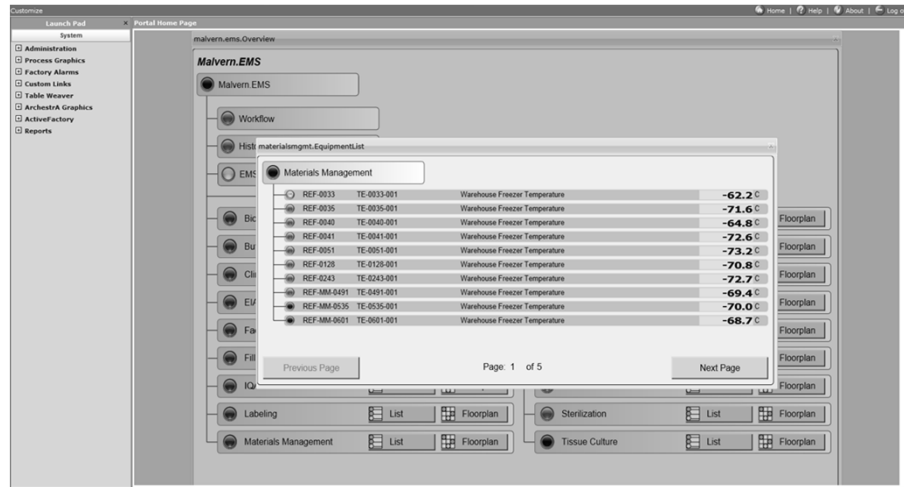 Customize
Home | Help | About | Log o
Launch Pad × Portal Home Page
System
Administration
Process Graphics
Factory Alarms
Custom Links
Table Weaver
ArchestrA Graphics
ActiveFactory
Reports
malvern.ems.Overview
Malvern.EMS
Malvern.EMS
Workflow
materialsmgmt.EquipmentList
Materials Management
REF-0033 TE-0033-001 Warehouse Freezer Temperature -62.2 C
REF-0035 TE-0035-001 Warehouse Freezer Temperature -71.6 C
REF-0040 TE-0040-001 Warehouse Freezer Temperature -64.8 C
REF-0041 TE-0041-001 Warehouse Freezer Temperature -72.6 C
REF-0051 TE-0051-001 Warehouse Freezer Temperature -73.2 C
REF-0128 TE-0128-001 Warehouse Freezer Temperature -70.8 C
REF-0243 TE-0243-001 Warehouse Freezer Temperature -72.7 C
REF-MM-0491 TE-0491-001 Warehouse Freezer Temperature -69.4 C
REF-MM-0535 TE-0535-001 Warehouse Freezer Temperature -70.0 C
REF-MM-0601 TE-0601-001 Warehouse Freezer Temperature -68.7 C
Previous Page Page: 1 of 5 Next Page
EMS
Floorplan
Floorplan
Floorplan
Floorplan
Floorplan
Floorplan
Floorplan
Labeling List Floorplan Sterilization List Floorplan
Materials Management List Floorplan Tissue Culture List Floorplan